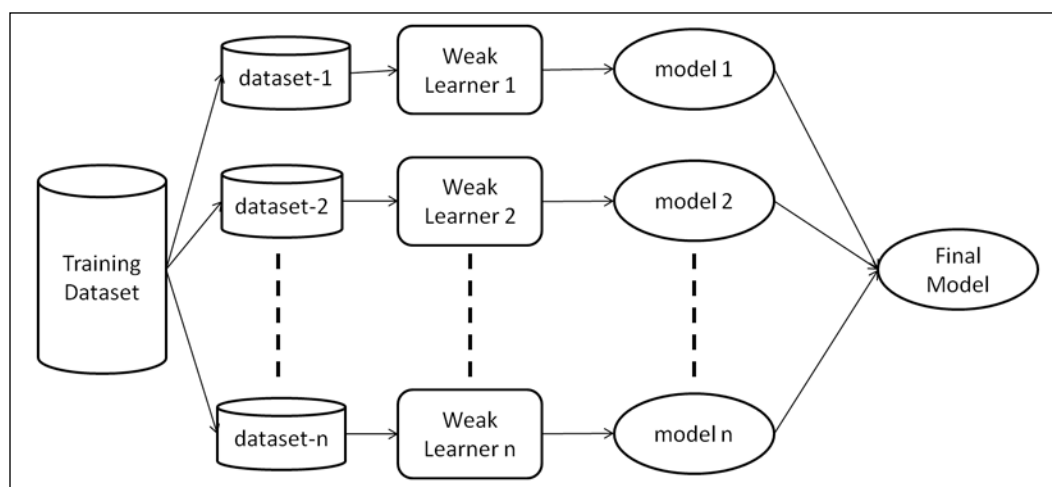 dataset-1
Weak
Learner 1
model 1
dataset-2
Weak
Learner 2
model 2
Training
Dataset
Final
Model
dataset-n
Weak
Learner n
model n